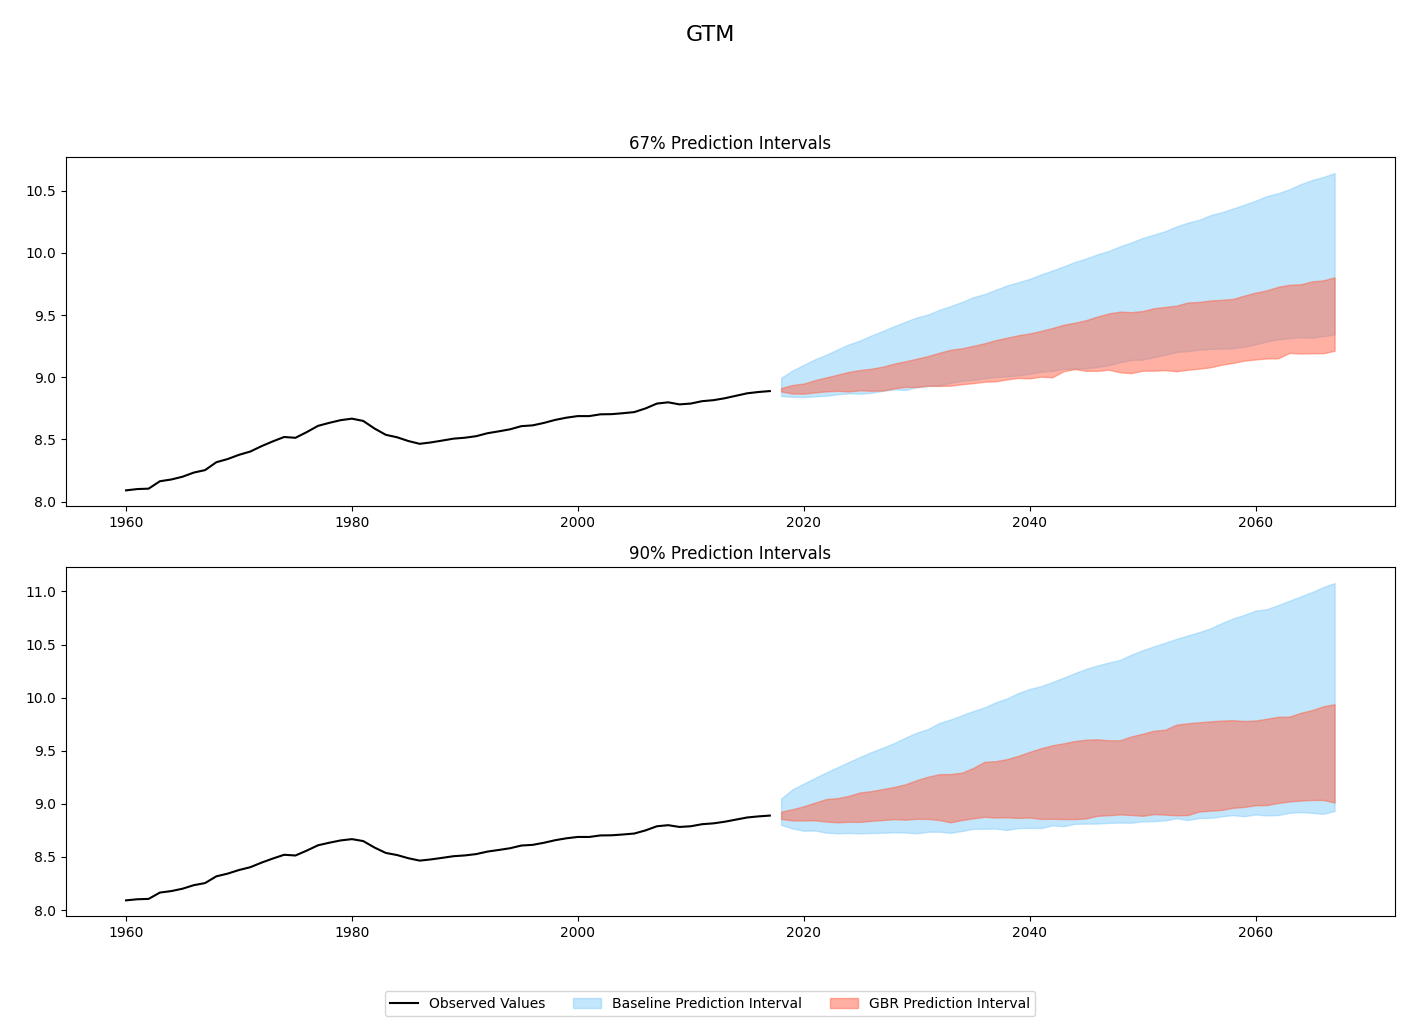 GTM
67% Prediction Intervals
10.5
10.0
9.5
9.0
8.5
8.0
1960 1980 2000 2020 2040 2060
90% Prediction Intervals
11.0
10.5
10.0
9.5
9.0
8.5
8.0
1960 1980 2000 2020 2040 2060
Observed Values Baseline Prediction Interval GBR Prediction Interval